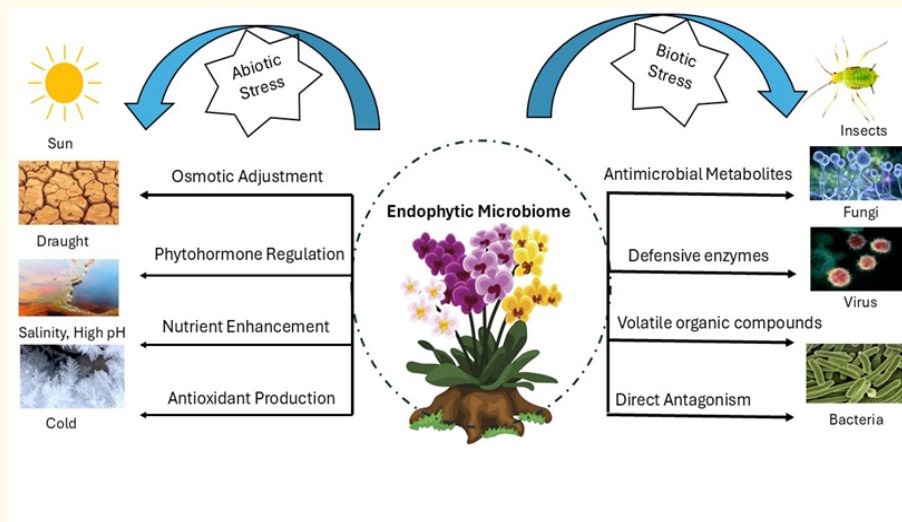 Abiotic
Stress
Biotic
Stress
Sun
Insects
Osmotic Adjustment
Antimicrobial Metabolites
Endophytic Microbiome
Fungi
Draught
Phytohormone Regulation
Defensive enzymes
Virus
Salinity, High pH
Nutrient Enhancement
Volatile organic compounds
Antioxidant Production
Direct Antagonism
Cold
Bacteria